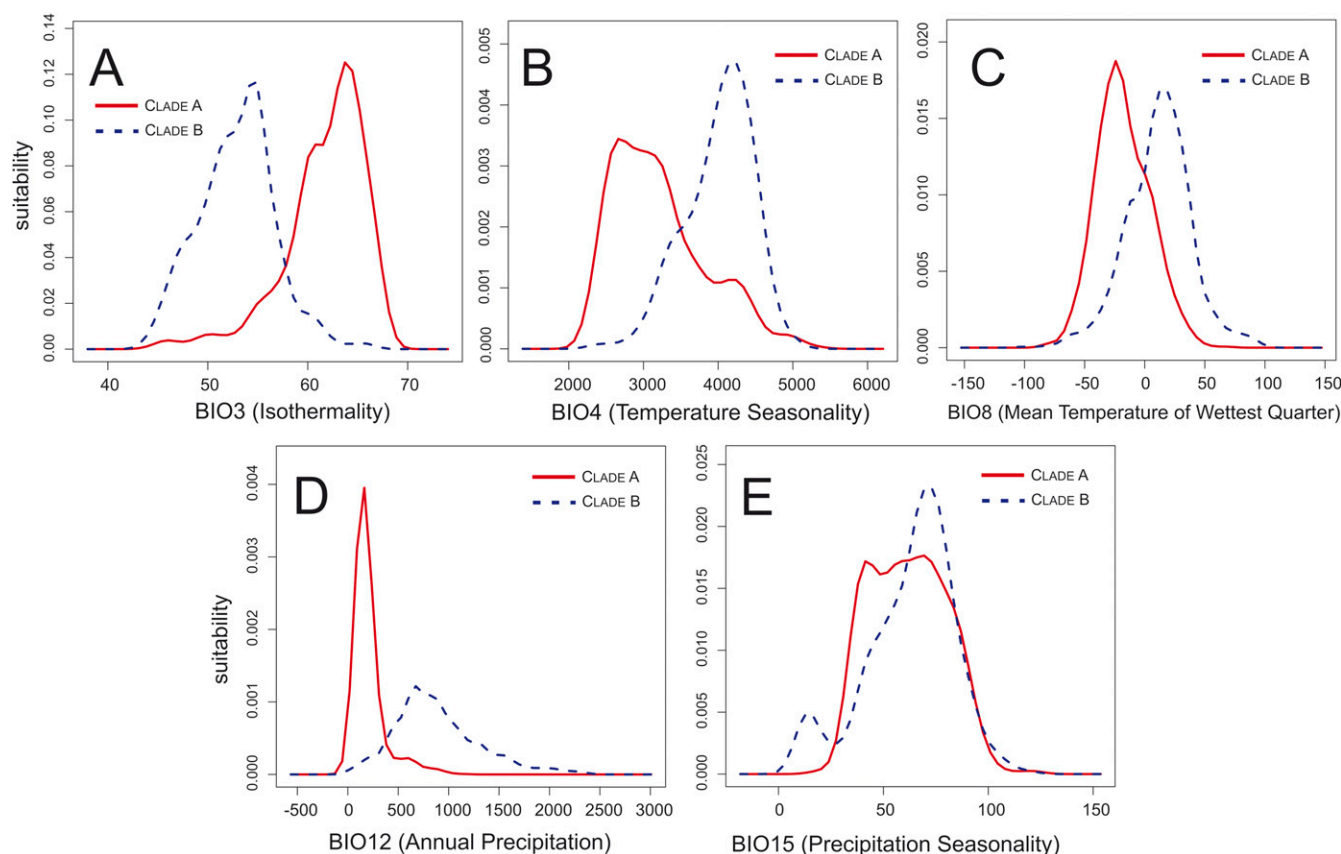 A
CLADE A
CLADE B
suitability
0.00 0.02 0.04 0.06 0.08 0.10 0.12 0.14
40 50 60 70
BIO3 (Isothermality)
B
CLADE A
CLADE B
0.000 0.001 0.002 0.003 0.004 0.005
2000 3000 4000 5000 6000
BIO4 (Temperature Seasonality)
C
CLADE A
CLADE B
0.000 0.005 0.010 0.015 0.020
-150 -100 -50 0 50 100 150
BIO8 (Mean Temperature of Wettest Quarter)
D
CLADE A
CLADE B
suitability
0.000 0.001 0.002 0.003 0.004
-500 0 500 1000 1500 2000 2500 3000
BIO12 (Annual Precipitation)
E
CLADE A
CLADE B
0.000 0.005 0.010 0.015 0.020 0.025
0 50 100 150
BIO15 (Precipitation Seasonality)